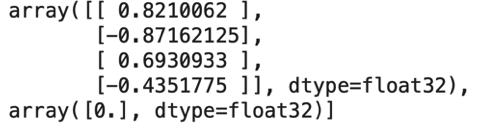 array([[ 0.8210062 ],
[-0.87162125],
[ 0.6930933 ],
[-0.4351775 ]], dtype=float32),
array([0.], dtype=float32)]